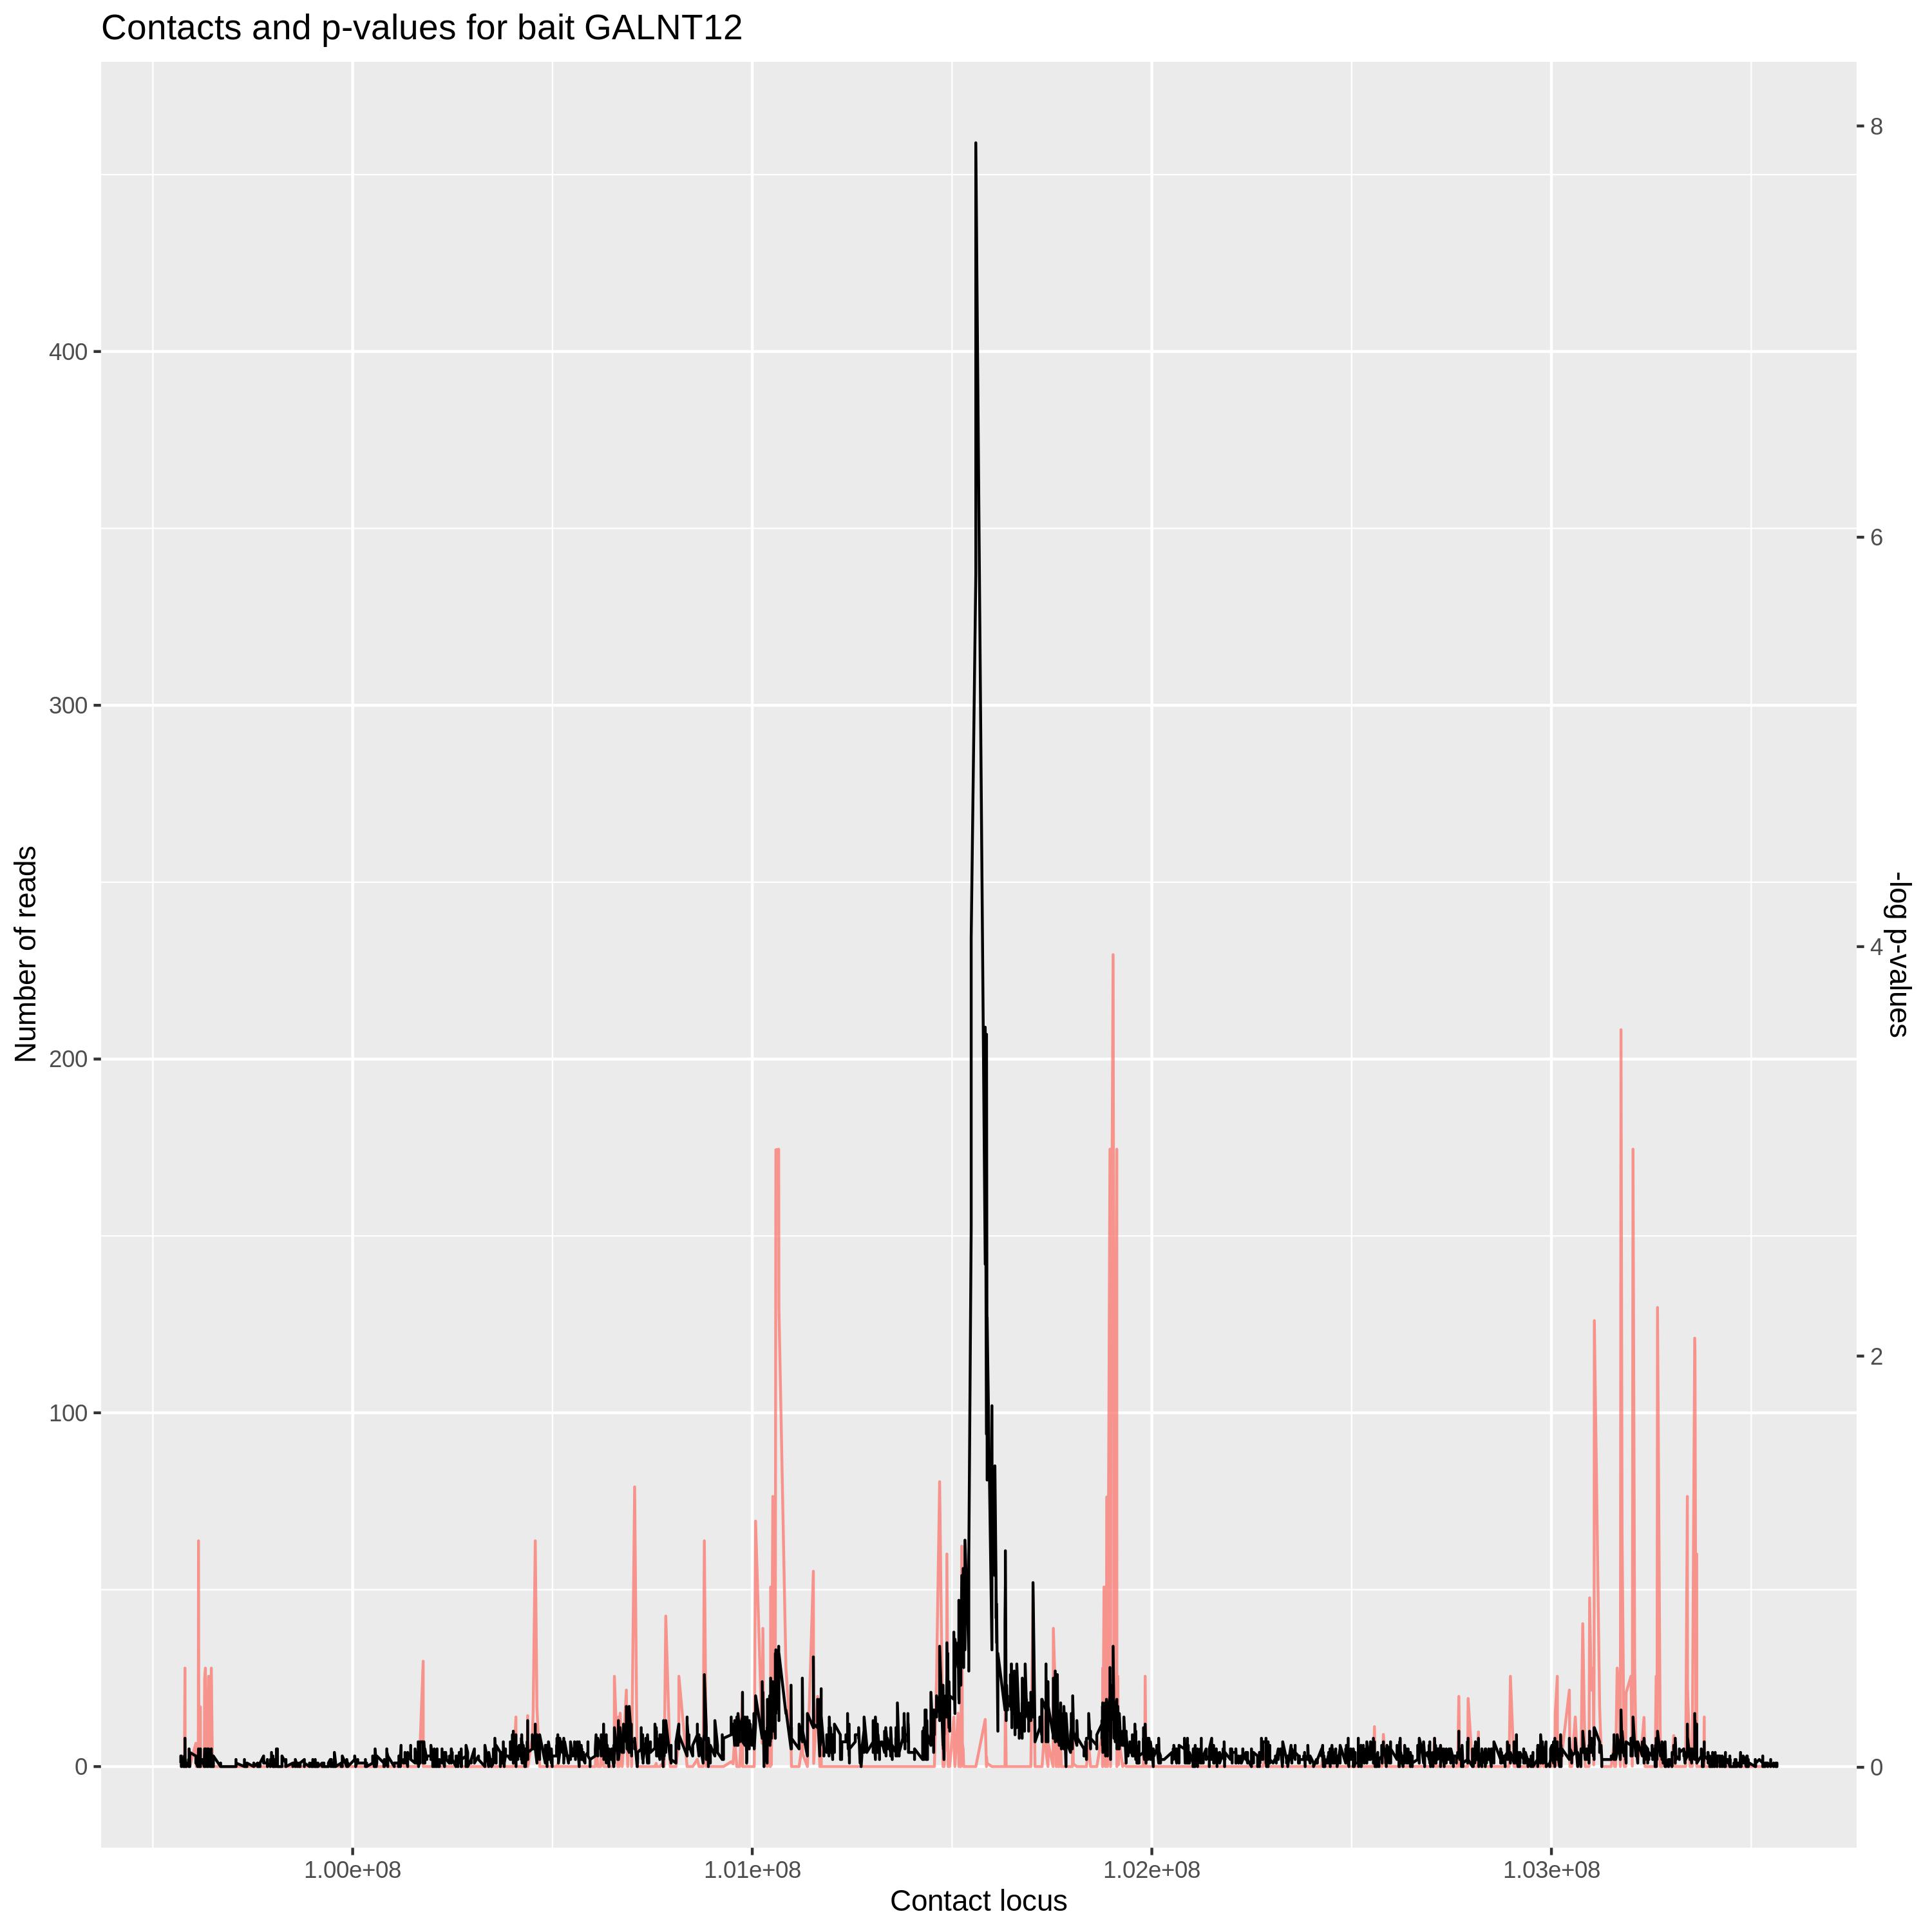 Contacts and p-values for bait GALNT12
Number of reads
400
300
200
100
0
8
6
4
2
0
-log p-values
1.00e+08
1.01e+08
1.02e+08
1.03e+08
Contact locus